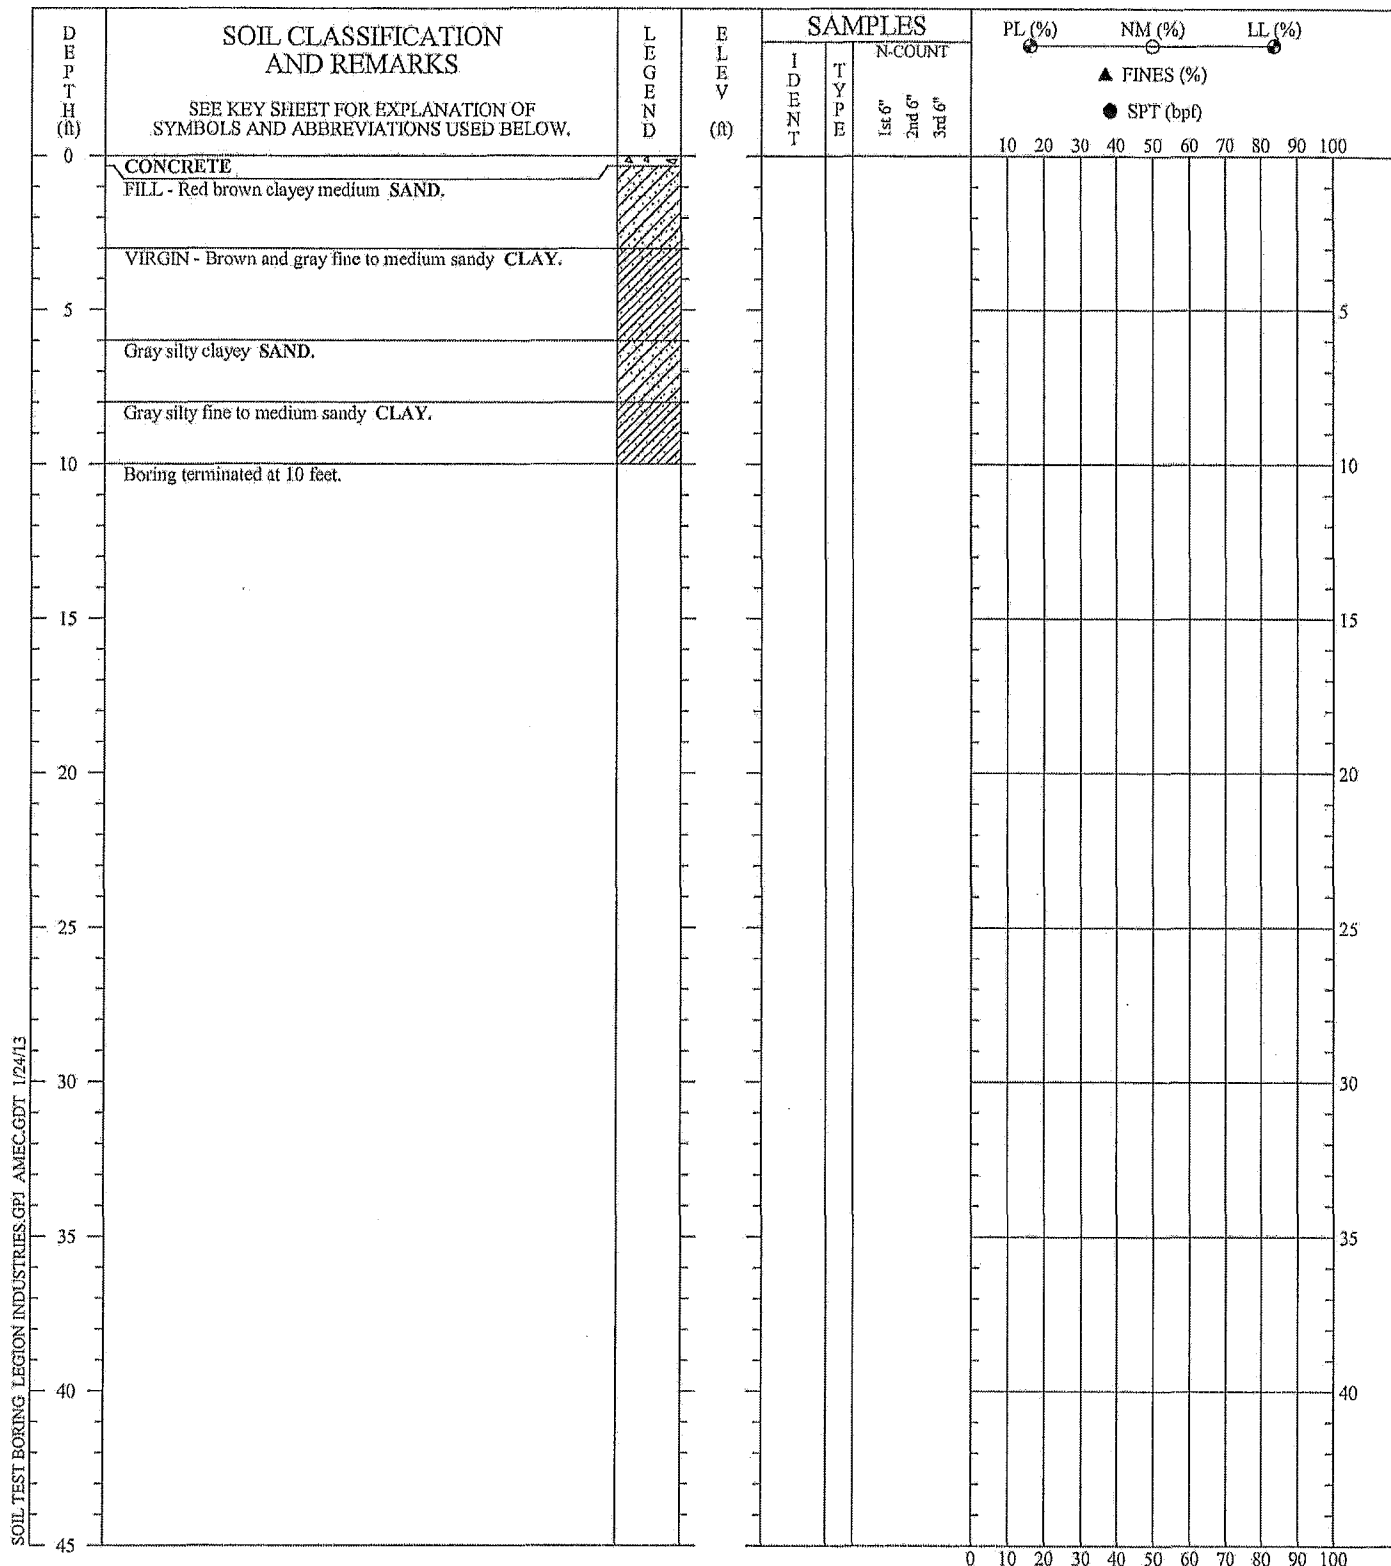 DEPTH (ft)
SOIL CLASSIFICATION
AND REMARKS
SEE KEY SHEET FOR EXPLANATION OF
SYMBOLS AND ABBREVIATIONS USED BELOW.
LEGEND
ELEV (ft)
SAMPLES
IDENT
TYPE
N-COUNT
1st 6"
2nd 6"
3rd 6"
PL (%) NM (%) LL (%)
▲ FINES (%)
● SPT (bpf)
10 20 30 40 50 60 70 80 90 100
0
CONCRETE
FILL - Red brown clayey medium SAND.
VIRGIN - Brown and gray fine to medium sandy CLAY.
5 5
Gray silty clayey SAND.
Gray silty fine to medium sandy CLAY.
10 10
Boring terminated at 10 feet.
15 15
20 20
25 25
30 30
35 35
40 40
45
0 10 20 30 40 50 60 70 80 90 100
SOIL TEST BORING LEGION INDUSTRIES.GPJ AMEC.GDT 1/24/13